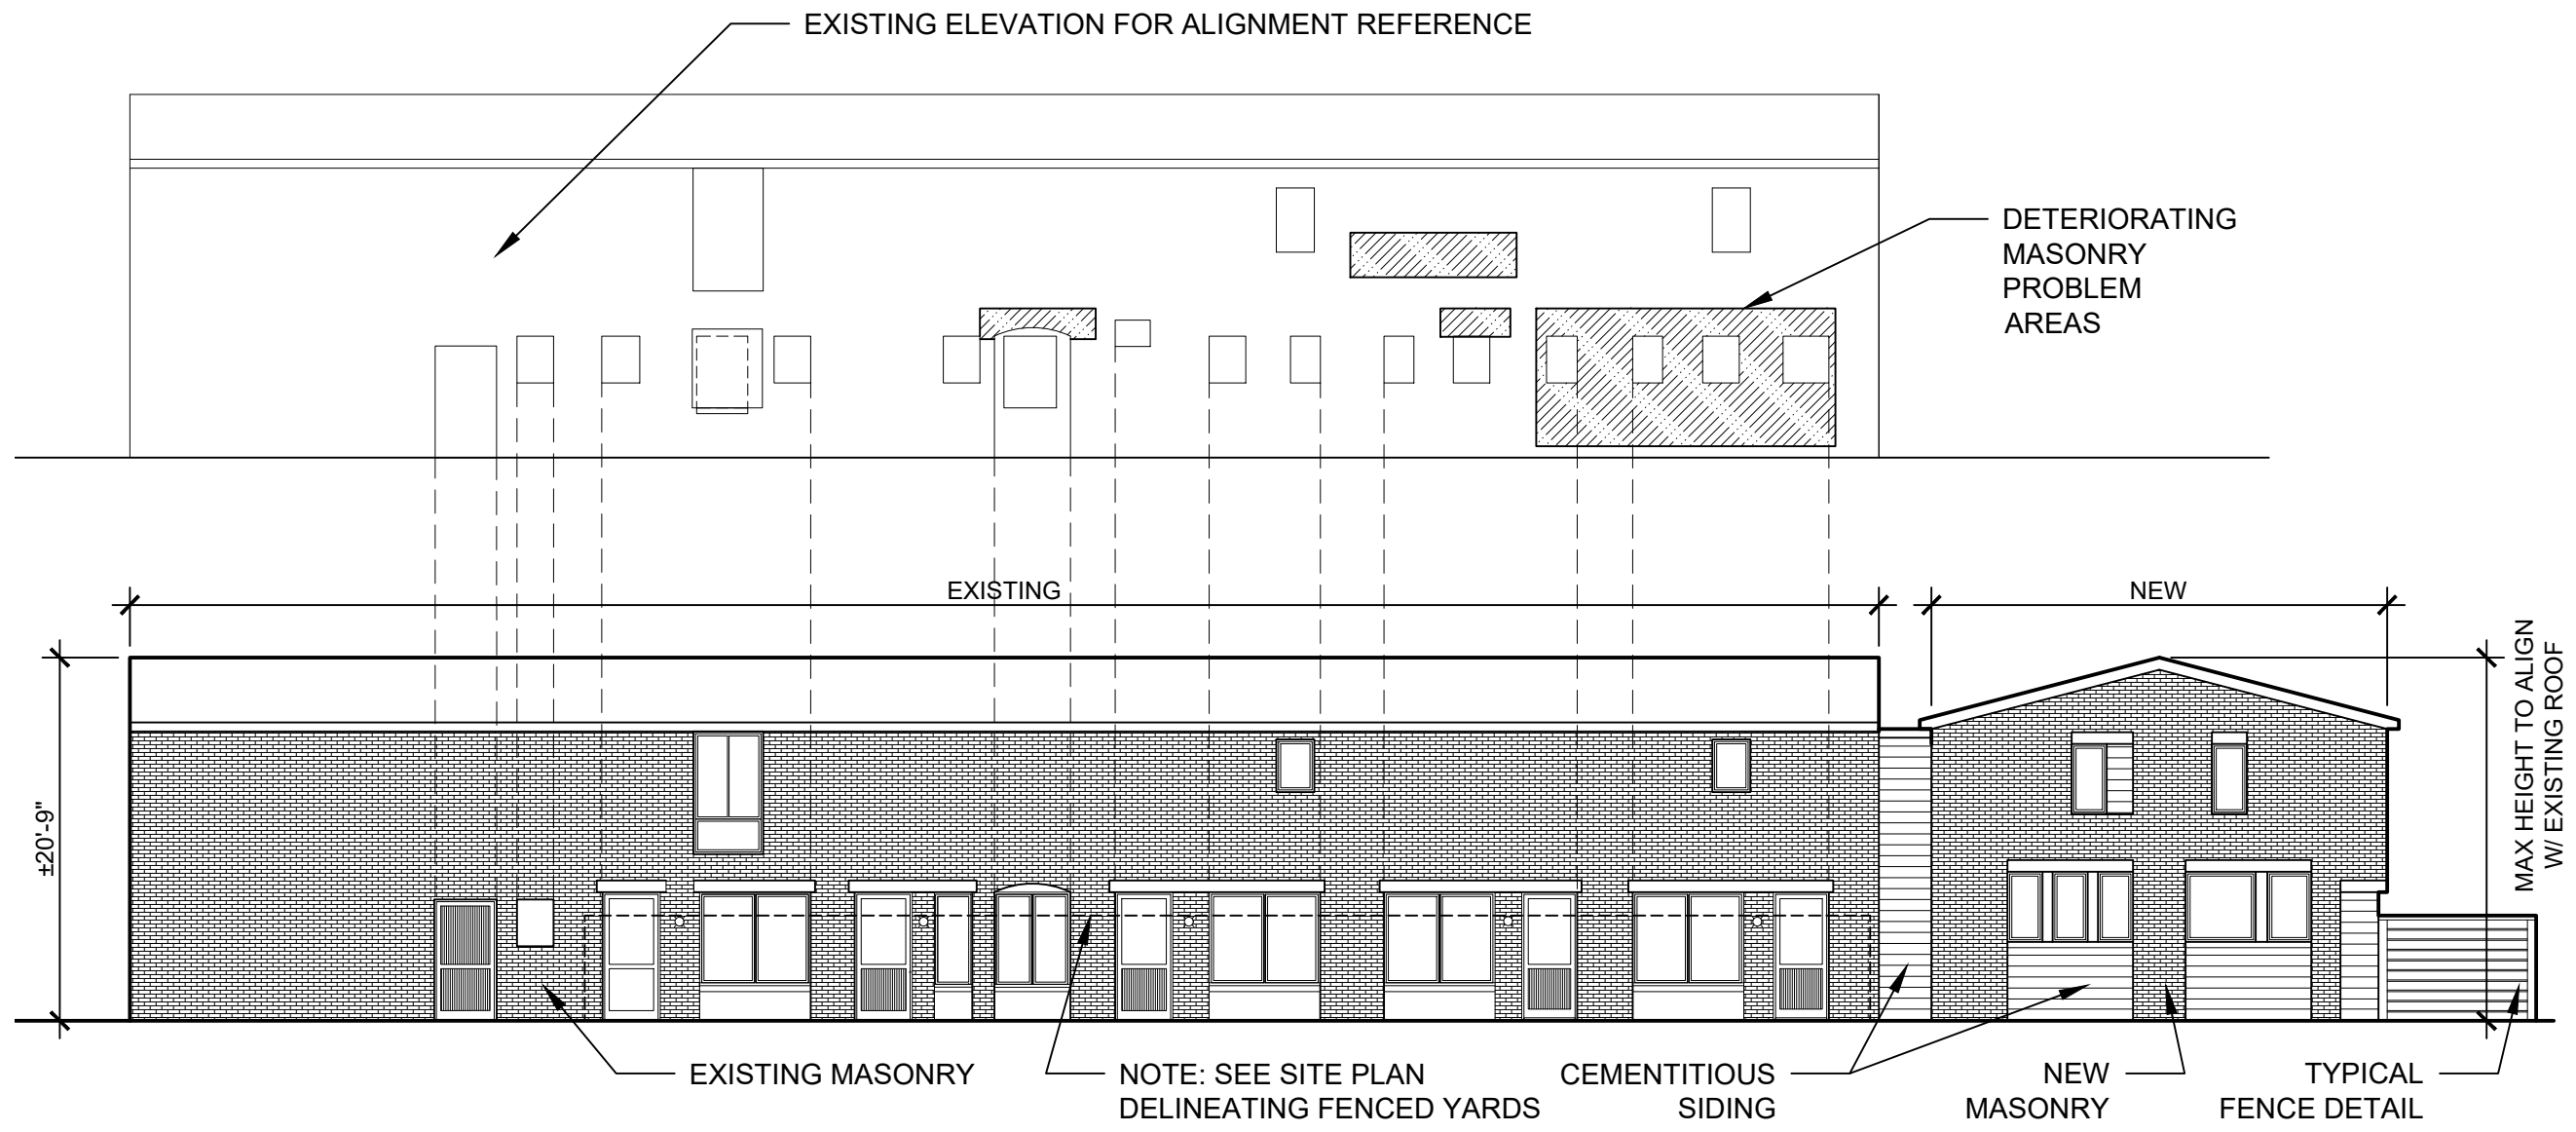 EXISTING ELEVATION FOR ALIGNMENT REFERENCE
DETERIORATING
MASONRY
PROBLEM
AREAS
EXISTING
NEW
±20'-9"
MAX HEIGHT TO ALIGN
W/ EXISTING ROOF
EXISTING MASONRY
NOTE: SEE SITE PLAN
DELINEATING FENCED YARDS
CEMENTITIOUS
SIDING
NEW
MASONRY
TYPICAL
FENCE DETAIL